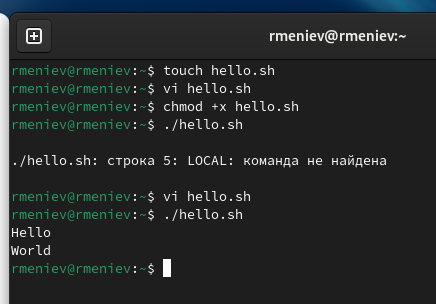 rmeniev@rmeniev:~
rmeniev@rmeniev:~$ touch hello.sh
rmeniev@rmeniev:~$ vi hello.sh
rmeniev@rmeniev:~$ chmod +x hello.sh
rmeniev@rmeniev:~$ ./hello.sh
./hello.sh: строка 5: LOCAL: команда не найдена
rmeniev@rmeniev:~$ vi hello.sh
rmeniev@rmeniev:~$ ./hello.sh
Hello
World
rmeniev@rmeniev:~$